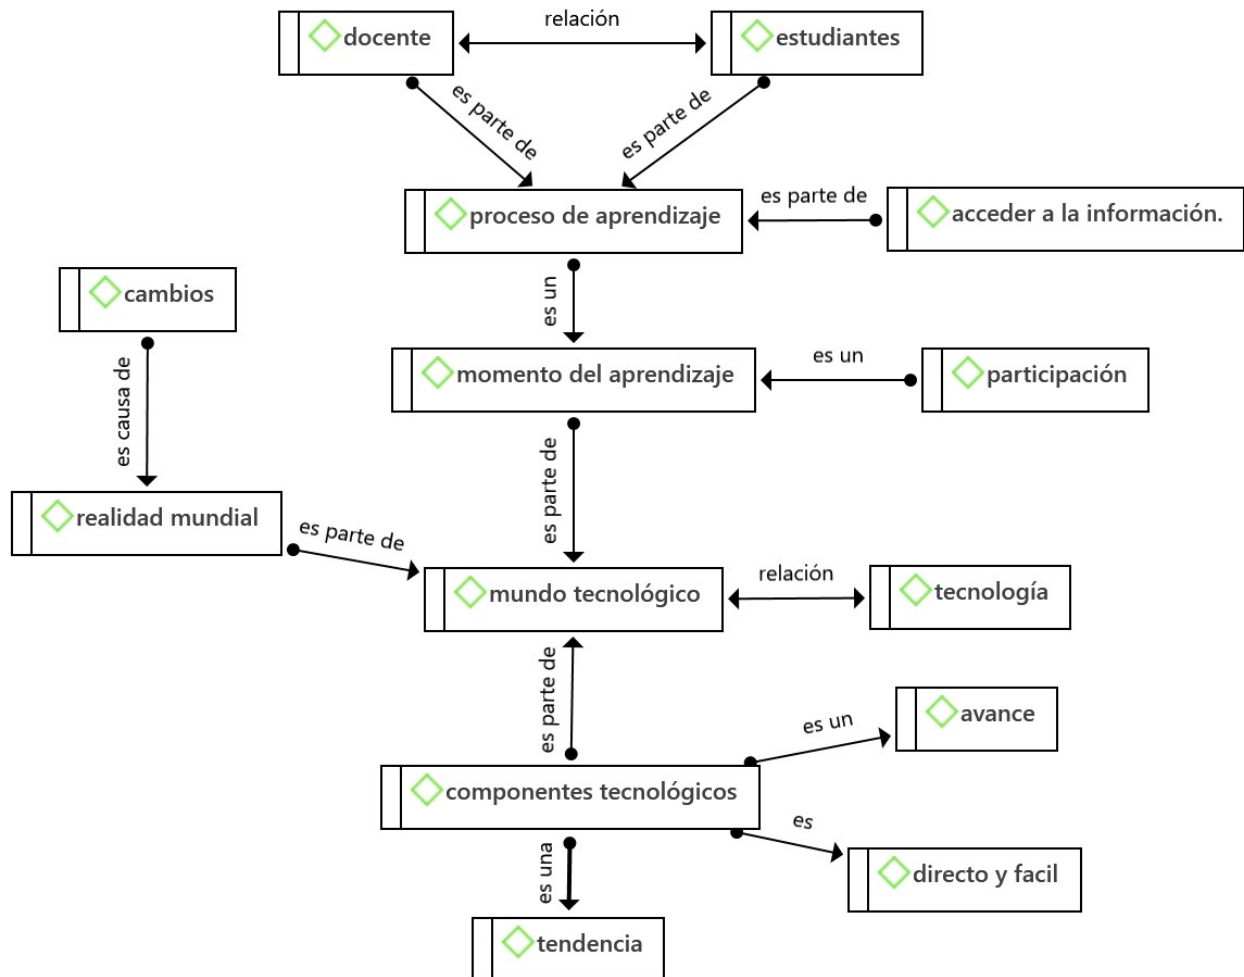 relación
docente
estudiantes
es parte de
es parte de
proceso de aprendizaje
es parte de
acceder a la información.
es un
cambios
momento del aprendizaje
es un
participación
es causa de
es parte de
realidad mundial
es parte de
mundo tecnológico
relación
tecnología
es parte de
es un
avance
componentes tecnológicos
es
directo y facil
es una
tendencia